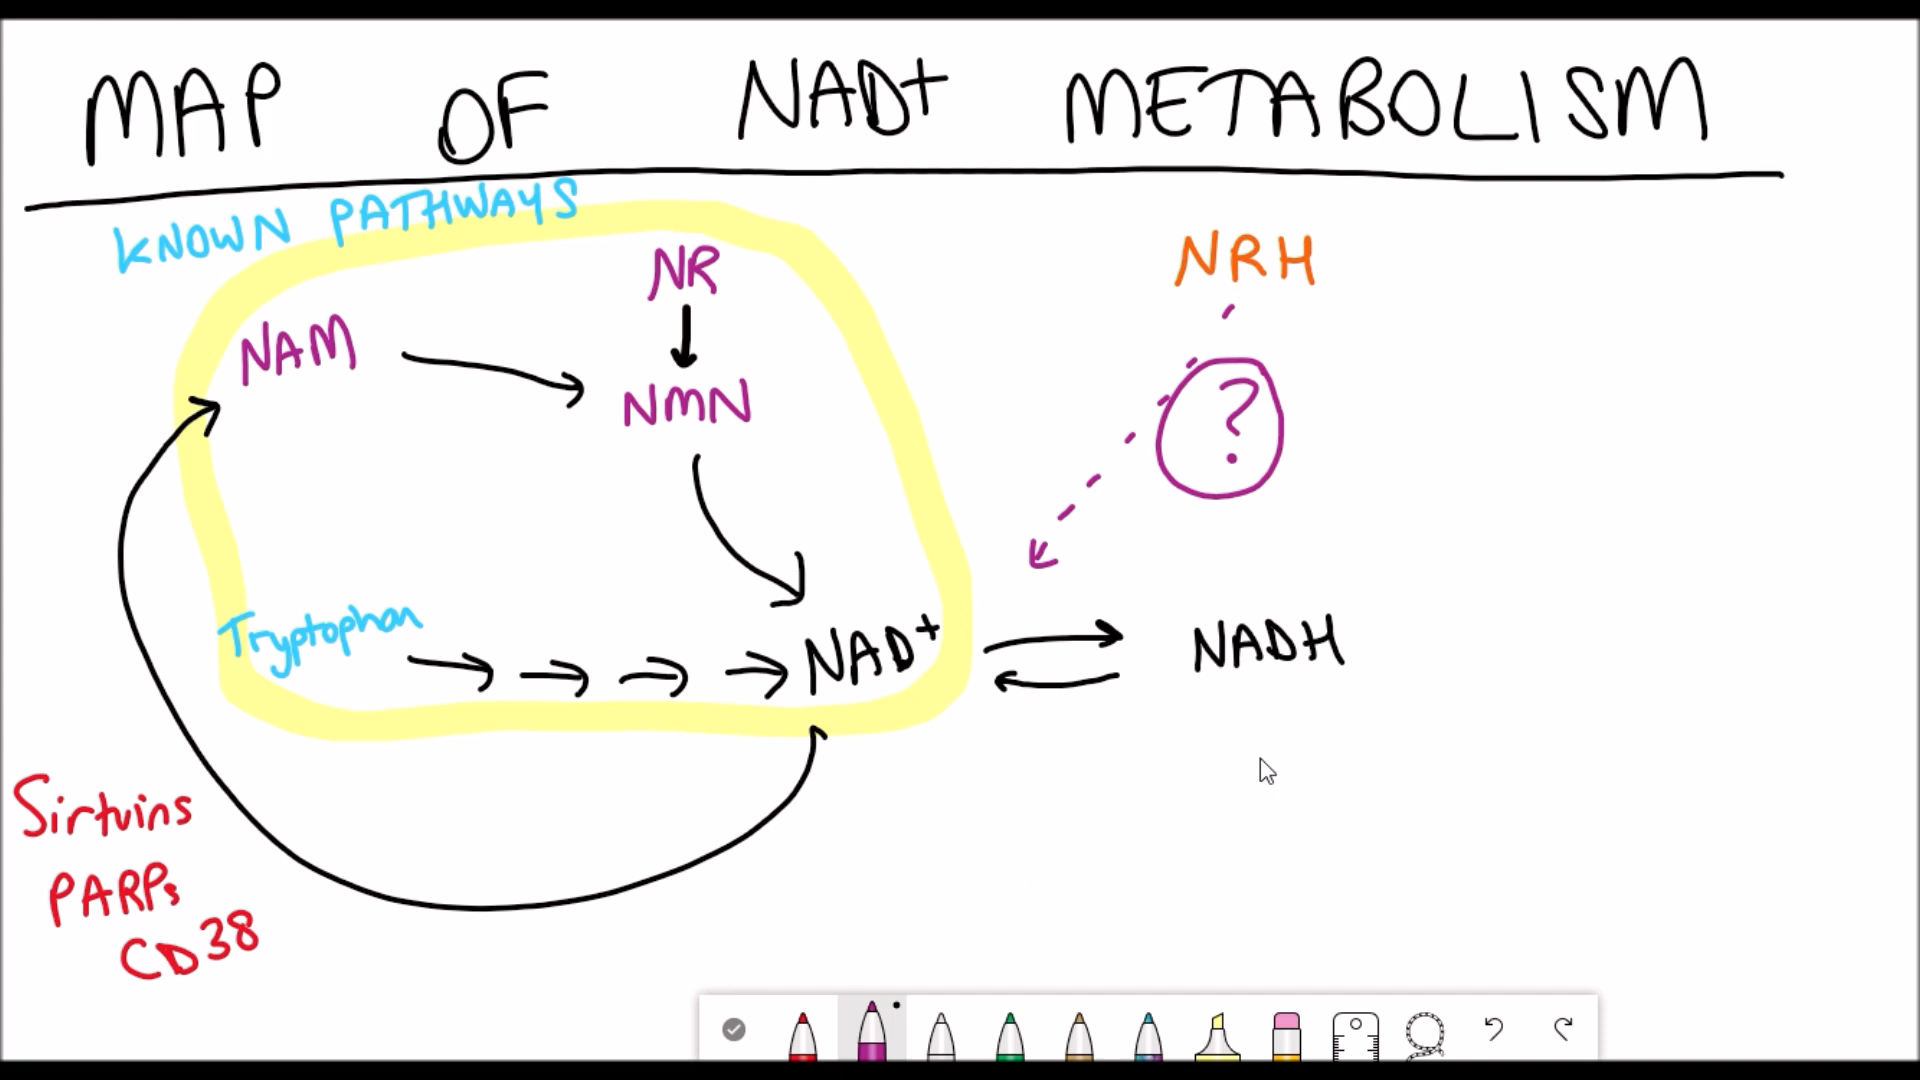 MAP OF NAD+ METABOLISM
KNOWN PATHWAYS
NR
NRH
NAM
NMN
?
Tryptophan
NAD+
NADH
Sirtuins
PARPs
CD38